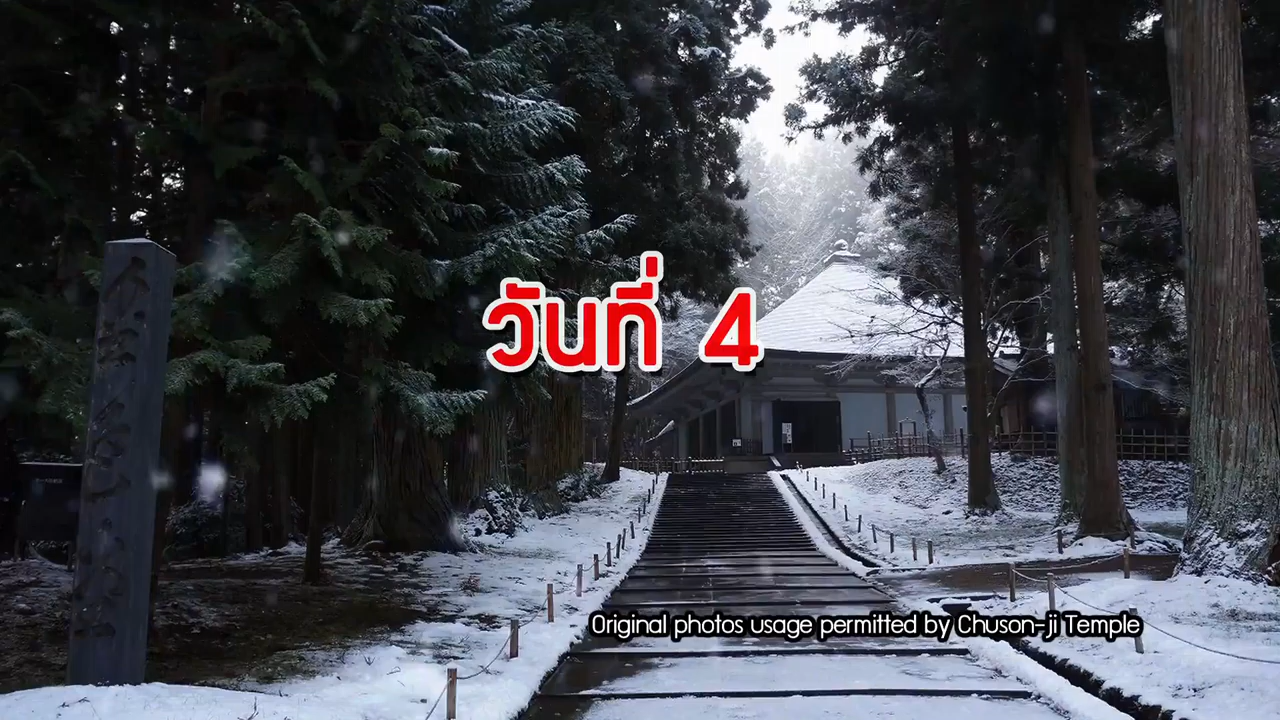 วันที่ 4
Original photos usage permitted by Chuson-ji Temple